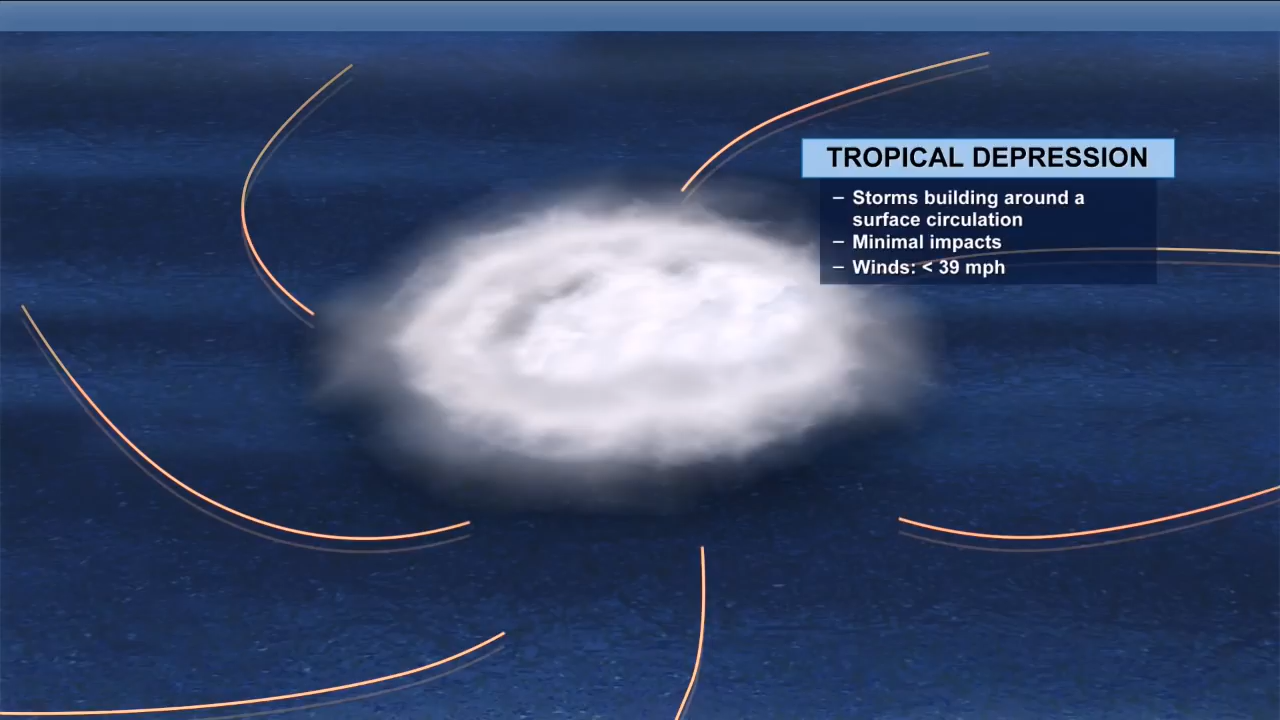 TROPICAL DEPRESSION
– Storms building around a
surface circulation
– Minimal impacts
– Winds: < 39 mph